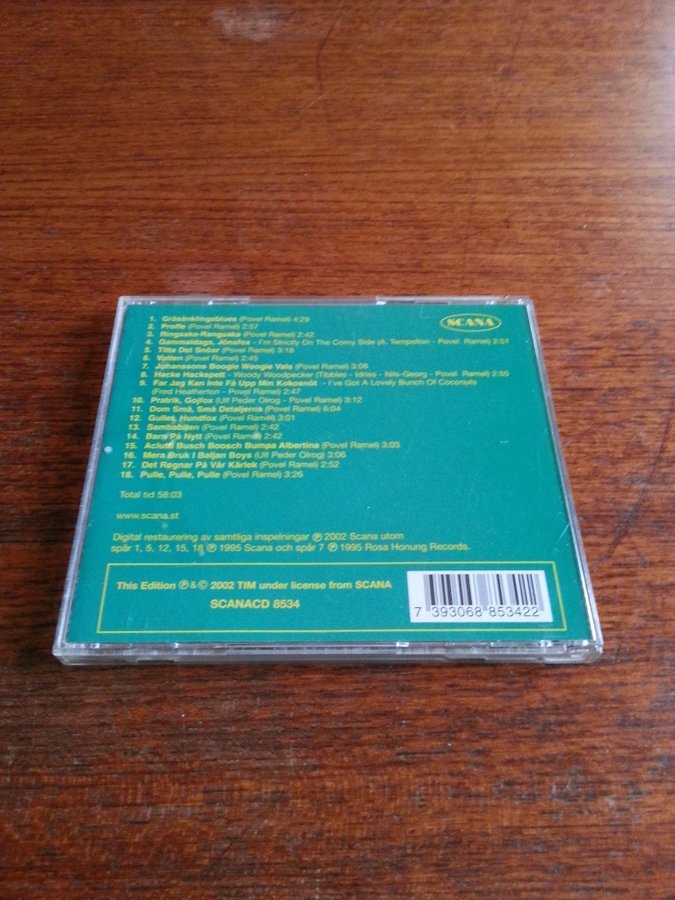 SCANA
1. Gräsänklingsblues (Povel Ramel) 4:29
2. Proffs (Povel Ramel) 2:57
3. Ringsaks-Rengsaks (Povel Ramel) 2:42
4. Gammaldags, Jönsfox - I'm Strictly On The Corny Side (A. Templeton - Povel Ramel) 2:51
5. Titta Det Snöar (Povel Ramel) 3:18
6. Vatten (Povel Ramel) 2:45
7. Johanssons Boogie Woogie Vals (Povel Ramel) 3:08
8. Hacke Hackspett - Woody Woodpecker (Tibbles - Idriss - Nils-Georg - Povel Ramel) 2:55
9. Far Jag Kan Inte Få Upp Min Kokosnöt - I've Got A Lovely Bunch Of Coconuts
(Fred Heatherton - Povel Ramel) 2:47
10. Pratrik, Gojfox (Ulf Peder Olrog - Povel Ramel) 3:12
11. Dom Små, Små Detaljerna (Povel Ramel) 6:04
12. Gullet, Hundfox (Povel Ramel) 3:01
13. Sambabilen (Povel Ramel) 2:42
14. Barn På Nytt (Povel Ramel) 2:42
15. Aclutti Busch Boosch Bumpa Albertina (Povel Ramel) 3:03
16. Mera Bruk I Baljan Boys (Ulf Peder Olrog) 3:06
17. Det Regnar På Vår Kärlek (Povel Ramel) 2:52
18. Pulle, Pulle, Pulle (Povel Ramel) 3:26
Total tid 58:03
www.scana.st
Digital restaurering av samtliga inspelningar ℗ 2002 Scana utom
spår 1, 5, 12, 15, 18 ℗ 1995 Scana och spår 7 ℗ 1995 Rosa Honung Records.
This Edition ℗ & © 2002 TIM under license from SCANA
SCANACD 8534
7 393068 853422